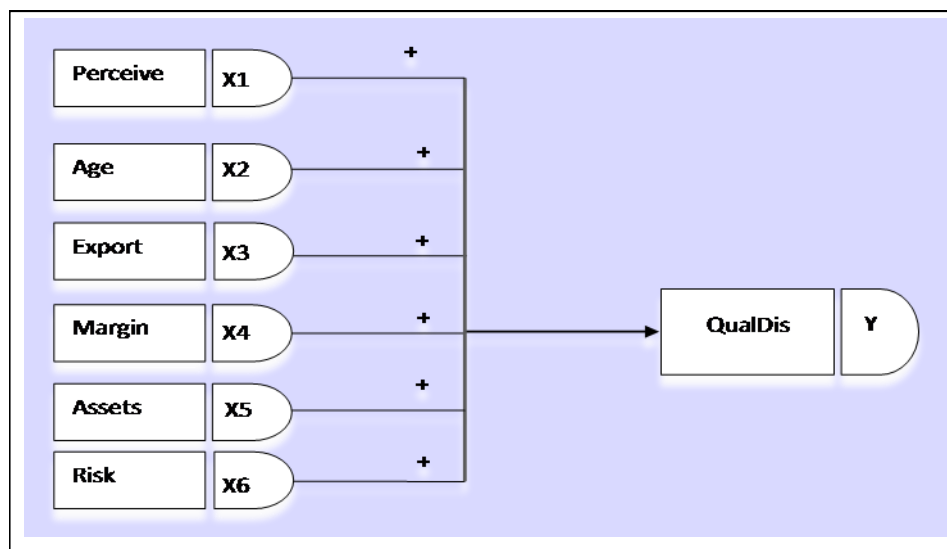 +
Perceive X1
+
Age X2
+
Export X3
+
Margin X4
QualDis Y
+
Assets X5
+
Risk X6